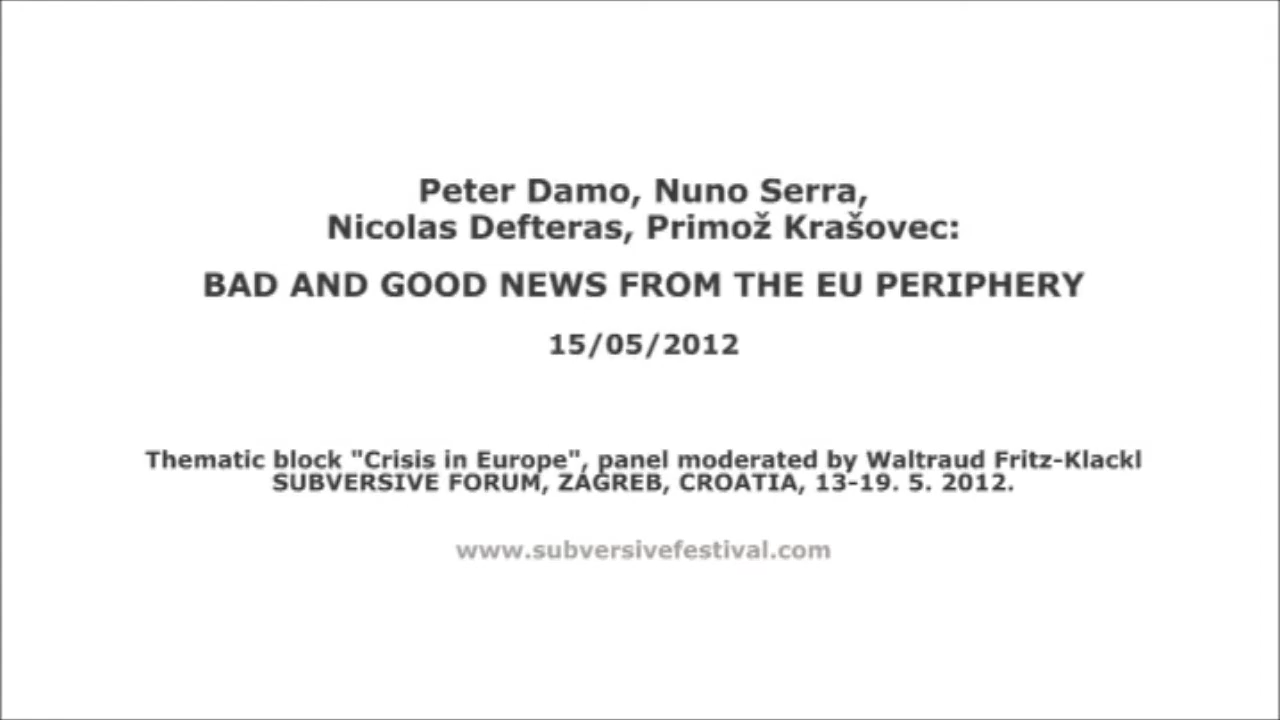 Peter Damo, Nuno Serra,
Nicolas Defteras, Primož Krašovec:
BAD AND GOOD NEWS FROM THE EU PERIPHERY
15/05/2012
Thematic block "Crisis in Europe", panel moderated by Waltraud Fritz-Klackl
SUBVERSIVE FORUM, ZAGREB, CROATIA, 13-19. 5. 2012.
www.subversivefestival.com